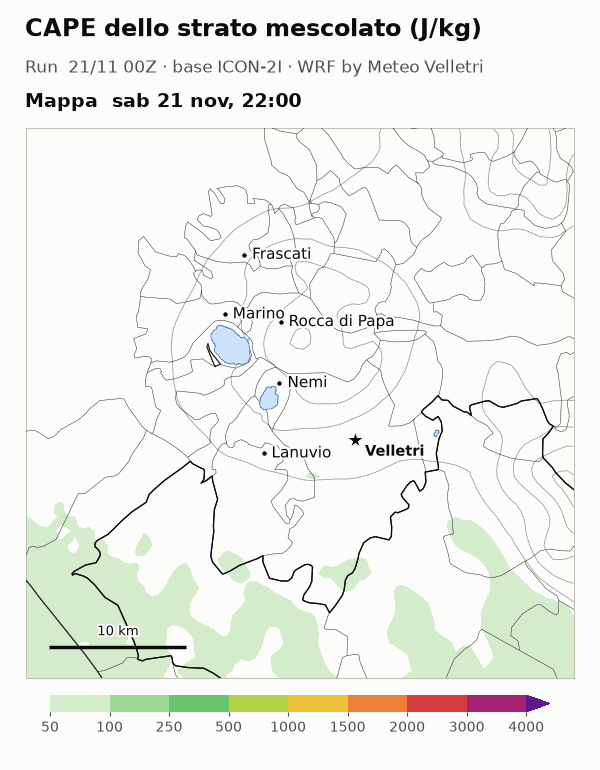 CAPE dello strato mescolato (J/kg)
Run  21/11 00Z · base ICON-2I · WRF by Meteo Velletri
Mappa  sab 21 nov, 22:00
Frascati
Marino
Rocca di Papa
Nemi
Velletri
Lanuvio
10 km
50 100 250 500 1000 1500 2000 3000 4000